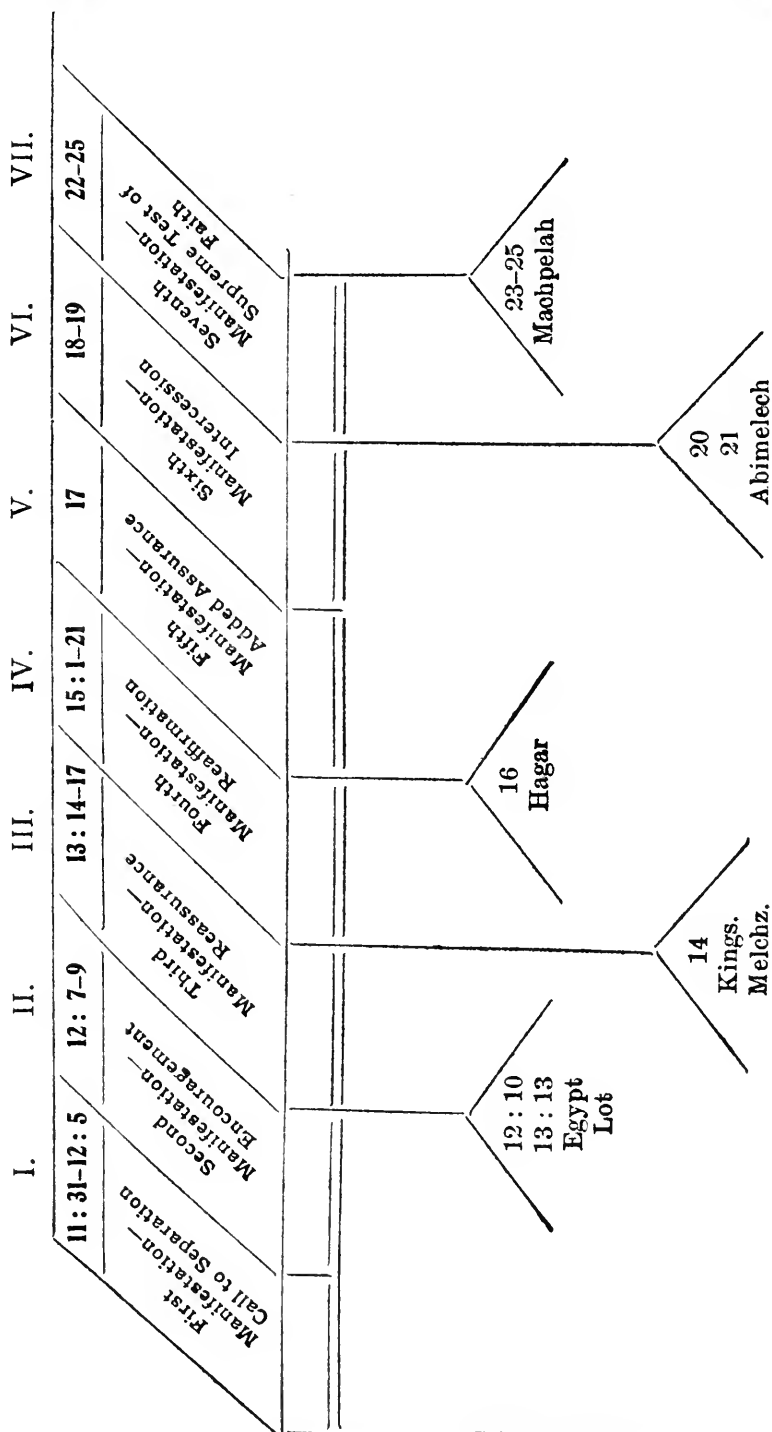 I.
II.
III.
IV.
V.
VI.
VII.
11: 31–12: 5
12: 7–9
13: 14–17
15: 1–21
17
18–19
22–25
First
Manifestation—
Call to Separation
Second
Manifestation—
Encouragement
Third
Manifestation—
Reassurance
Fourth
Manifestation—
Reaffirmation
Fifth
Manifestation—
Added Assurance
Sixth
Manifestation—
Intercession
Seventh
Manifestation—
Supreme Test of
Faith
12: 10
13: 13
Egypt
Lot
14
Kings.
Melchz.
16
Hagar
20
21
Abimelech
23–25
Machpelah